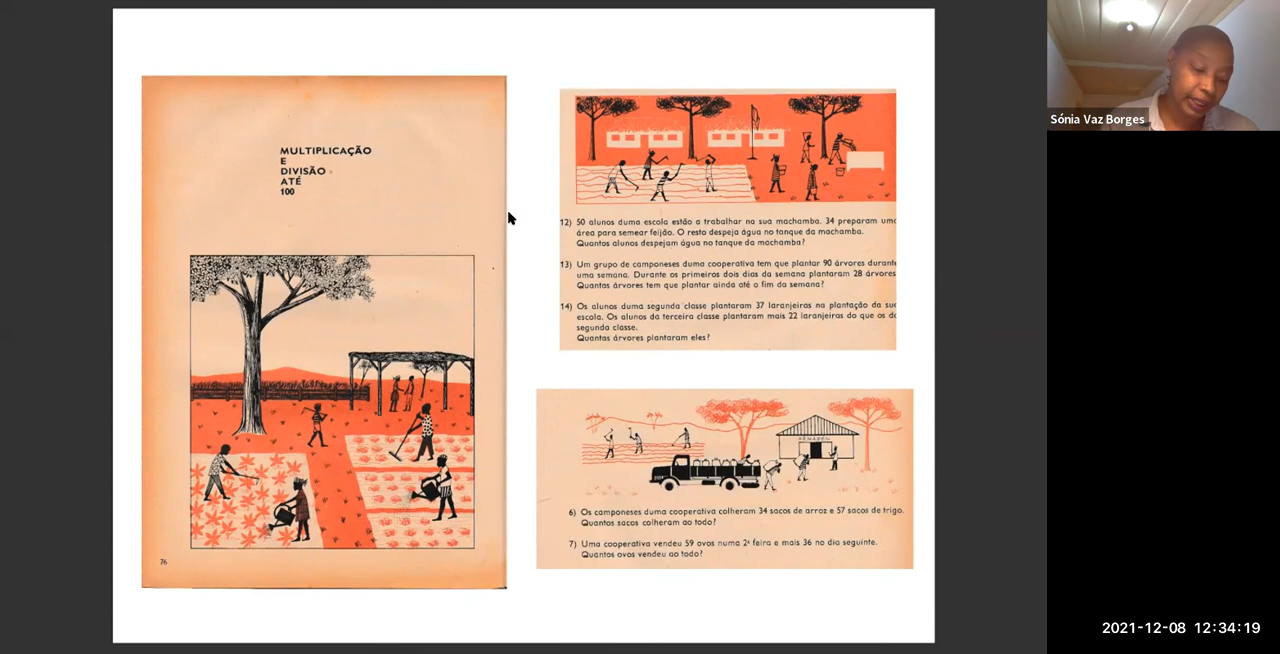 MULTIPLICAÇÃO
E
DIVISÃO
ATÉ
100
76
12) 50 alunos duma escola estão a trabalhar na sua machamba. 34 preparam uma
área para semear feijão. O resto despeja água no tanque da machamba.
Quantos alunos despejam água no tanque da machamba?
13) Um grupo de camponeses duma cooperativa tem que plantar 90 árvores durante
uma semana. Durante os primeiros dois dias da semana plantaram 28 árvores
Quantas árvores tem que plantar ainda até o fim da semana?
14) Os alunos duma segunda classe plantaram 37 laranjeiras na plantação da sua
escola. Os alunos da terceira classe plantaram mais 22 laranjeiras do que os da
segunda classe.
Quantas árvores plantaram eles?
ARMAZÉM
6) Os camponeses duma cooperativa colheram 34 sacos de arroz e 57 sacos de trigo.
Quantos sacos colheram ao todo?
7) Uma cooperativa vendeu 59 ovos numa 2ª feira e mais 36 no dia seguinte.
Quantos ovos vendeu ao todo?
Sónia Vaz Borges
2021-12-08 12:34:19